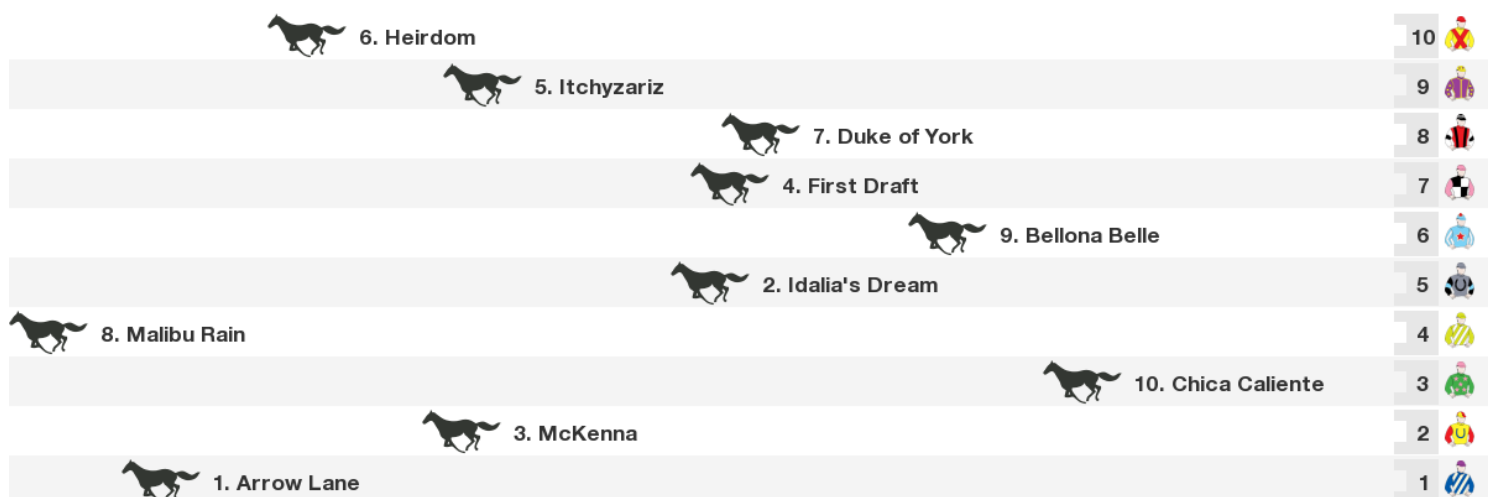 6. Heirdom 10
5. Itchyzariz 9
7. Duke of York 8
4. First Draft 7
9. Bellona Belle 6
2. Idalia's Dream 5
8. Malibu Rain 4
10. Chica Caliente 3
3. McKenna 2
1. Arrow Lane 1